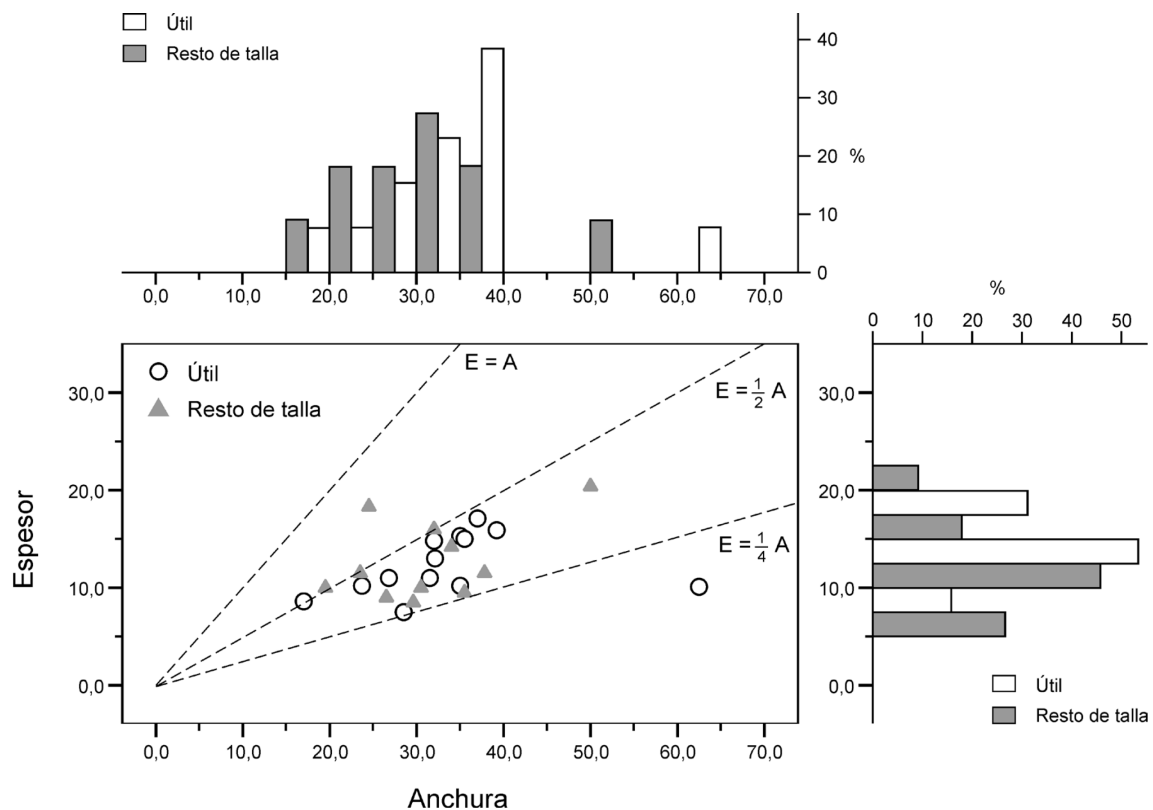 Útil
Resto de talla
40
30
20
%
10
0
0,0 10,0 20,0 30,0 40,0 50,0 60,0 70,0
%
0 10 20 30 40 50
Útil
Resto de talla
E = A
E = 1/2 A
E = 1/4 A
30,0
20,0
10,0
0,0
Espesor
0,0 10,0 20,0 30,0 40,0 50,0 60,0 70,0
Anchura
30,0
20,0
10,0
0,0
Útil
Resto de talla